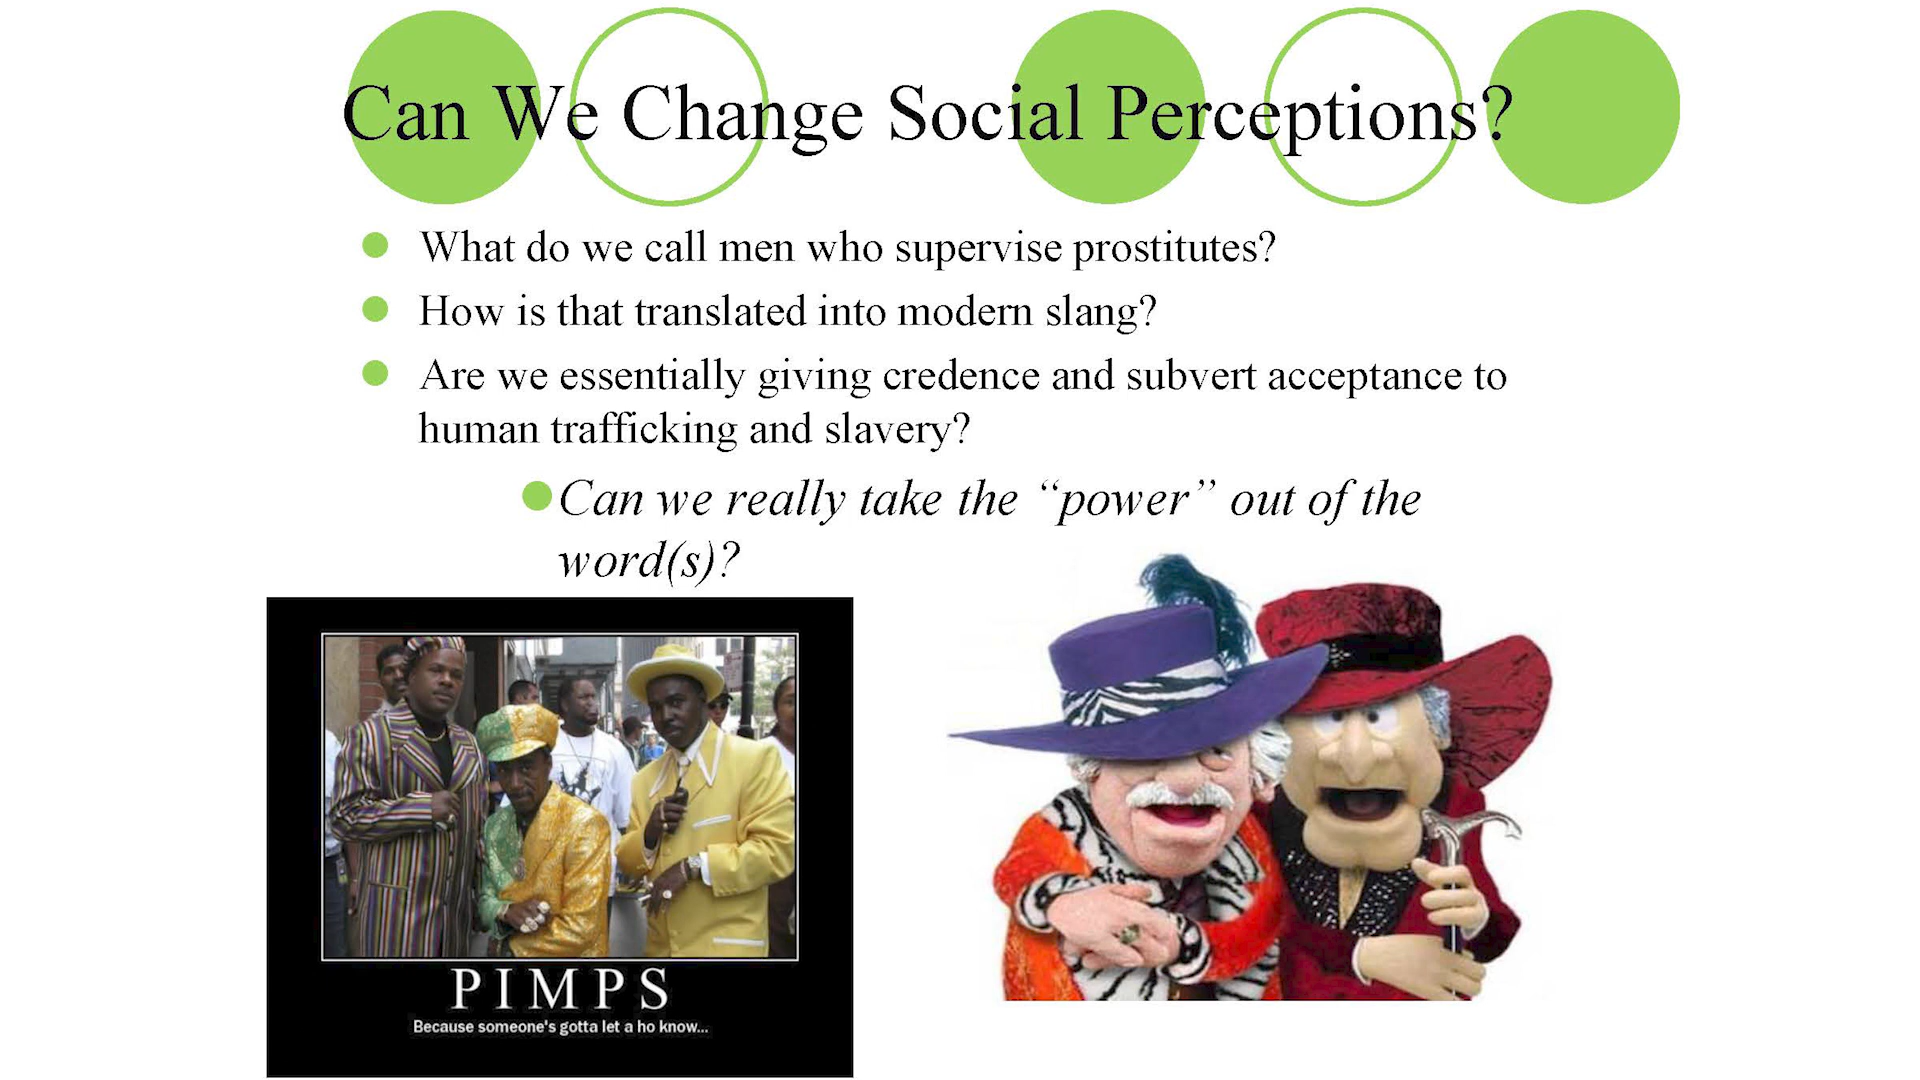 Can We Change Social Perceptions?
What do we call men who supervise prostitutes?
How is that translated into modern slang?
Are we essentially giving credence and subvert acceptance to
human trafficking and slavery?
Can we really take the “power” out of the
word(s)?
PIMPS
Because someone's gotta let a ho know...